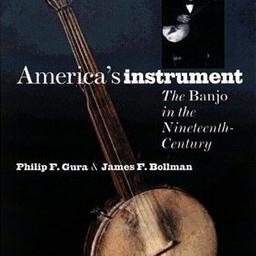 America's instrument
The Banjo
in the
Nineteenth-
Century
Philip F. Gura & James F. Bollman